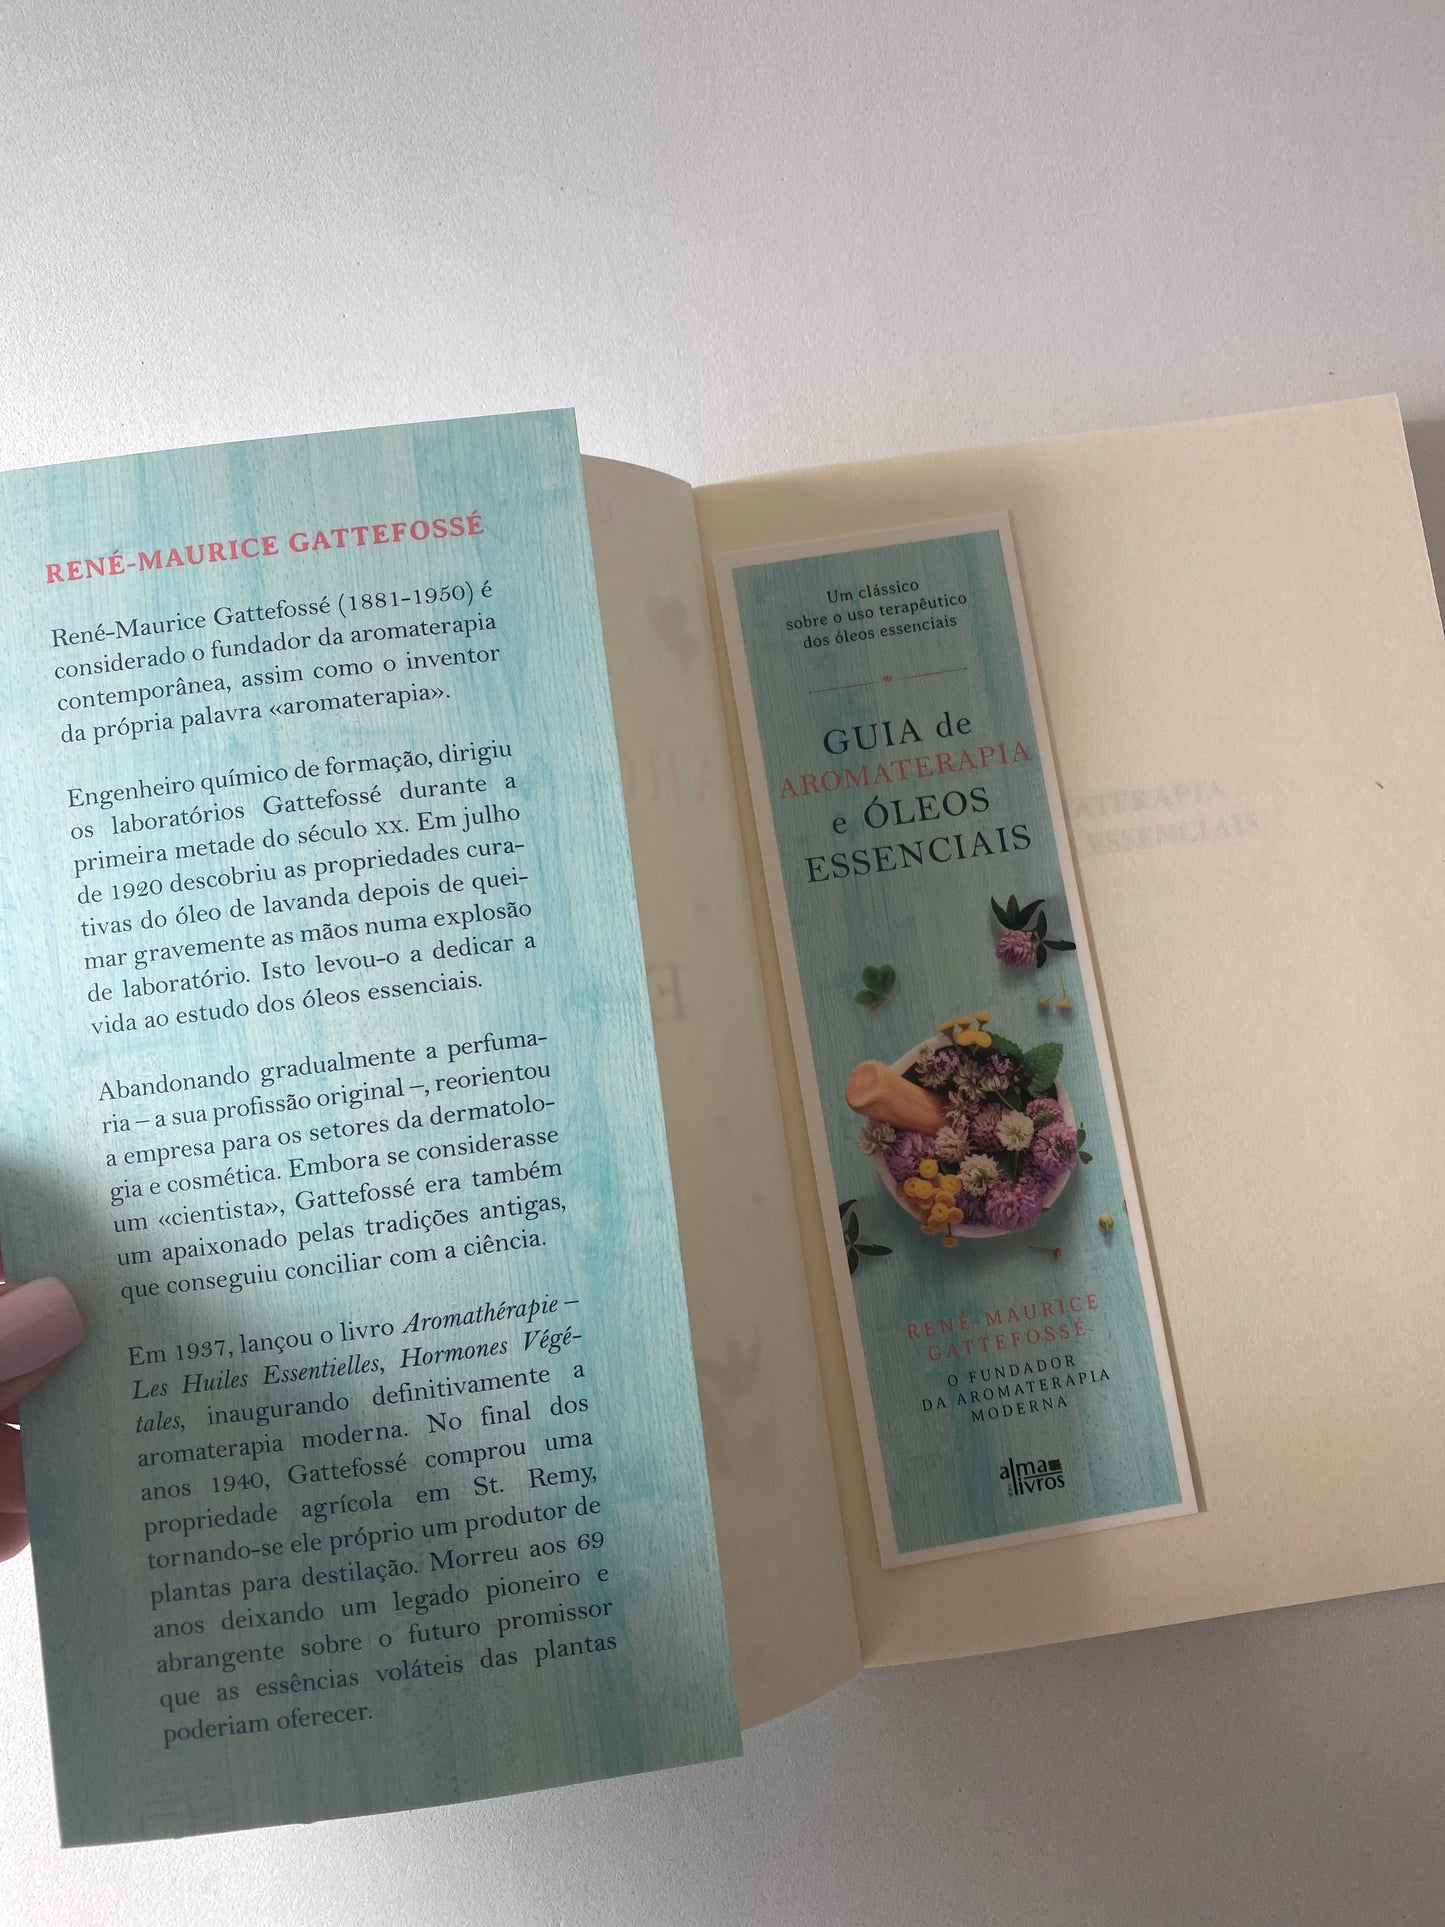 RENÉ-MAURICE GATTEFOSSÉ
René-Maurice Gattefossé (1881-1950) é
considerado o fundador da aromaterapia
contemporânea, assim como o inventor
da própria palavra «aromaterapia».
Engenheiro químico de formação, dirigiu
os laboratórios Gattefossé durante a
primeira metade do século XX. Em julho
de 1920 descobriu as propriedades cura-
tivas do óleo de lavanda depois de quei-
mar gravemente as mãos numa explosão
de laboratório. Isto levou-o a dedicar a
vida ao estudo dos óleos essenciais.
Abandonando gradualmente a perfuma-
ria – a sua profissão original –, reorientou
a empresa para os setores da dermatolo-
gia e cosmética. Embora se considerasse
um «cientista», Gattefossé era também
um apaixonado pelas tradições antigas,
que conseguiu conciliar com a ciência.
Em 1937, lançou o livro Aromathérapie –
Les Huiles Essentielles, Hormones Végé-
tales, inaugurando definitivamente a
aromaterapia moderna. No final dos
anos 1940, Gattefossé comprou uma
propriedade agrícola em St. Remy,
tornando-se ele próprio um produtor de
plantas para destilação. Morreu aos 69
anos deixando um legado pioneiro e
abrangente sobre o futuro promissor
que as essências voláteis das plantas
poderiam oferecer.
Um clássico
sobre o uso terapêutico
dos óleos essenciais
GUIA de
AROMATERAPIA
e ÓLEOS
ESSENCIAIS
RENÉ-MAURICE
GATTEFOSSÉ
O FUNDADOR
DA AROMATERAPIA
MODERNA
alma
livros